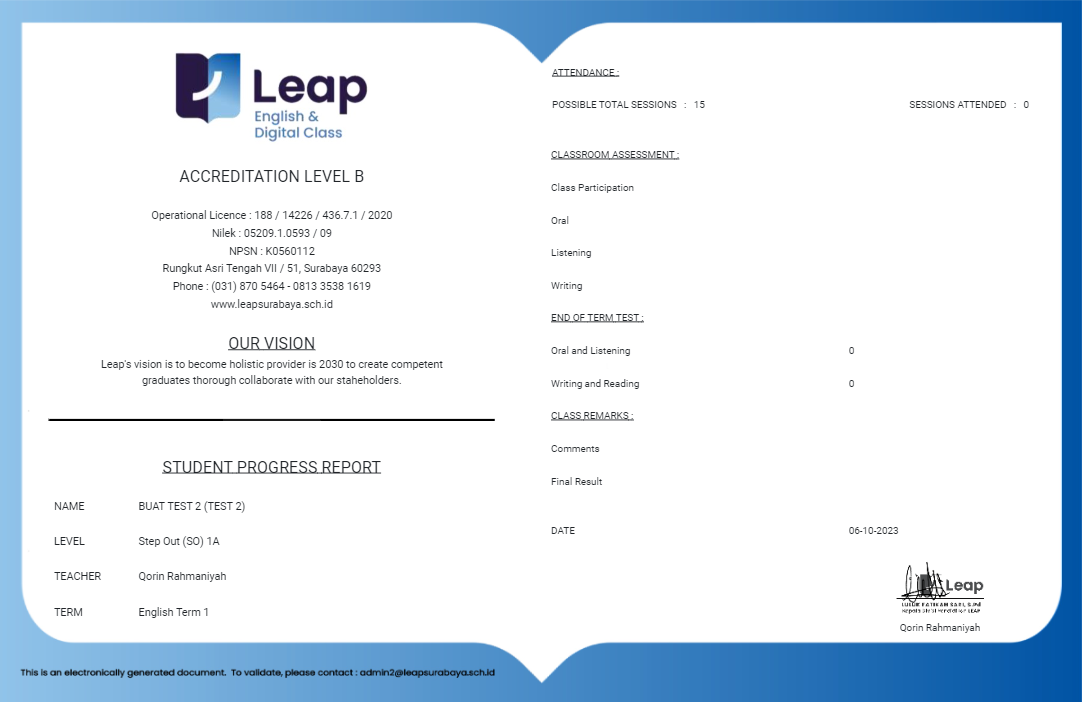 Leap
English &
Digital Class
ACCREDITATION LEVEL B
Operational Licence : 188 / 14226 / 436.7.1 / 2020
Nilek : 05209.1.0593 / 09
NPSN : K0560112
Rungkut Asri Tengah VII / 51, Surabaya 60293
Phone : (031) 870 5464 - 0813 3538 1619
www.leapsurabaya.sch.id
OUR VISION
Leap's vision is to become holistic provider is 2030 to create competent
graduates thorough collaborate with our staheholders.
STUDENT PROGRESS REPORT
NAME BUAT TEST 2 (TEST 2)
LEVEL Step Out (SO) 1A
TEACHER Qorin Rahmaniyah
TERM English Term 1
This is an electronically generated document. To validate, please contact : admin2@leapsurabaya.sch.id
ATTENDANCE :
POSSIBLE TOTAL SESSIONS : 15 SESSIONS ATTENDED : 0
CLASSROOM ASSESSMENT :
Class Participation
Oral
Listening
Writing
END OF TERM TEST :
Oral and Listening 0
Writing and Reading 0
CLASS REMARKS :
Comments
Final Result
DATE 06-10-2023
Leap
Qorin Rahmaniyah